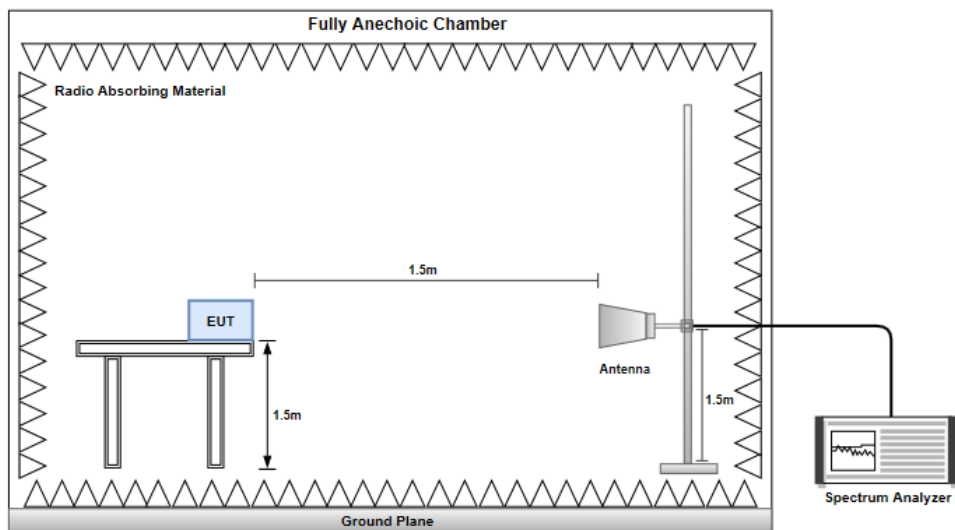 Fully Anechoic Chamber
Radio Absorbing Material
1.5m
EUT
Antenna
1.5m
1.5m
Spectrum Analyzer
Ground Plane